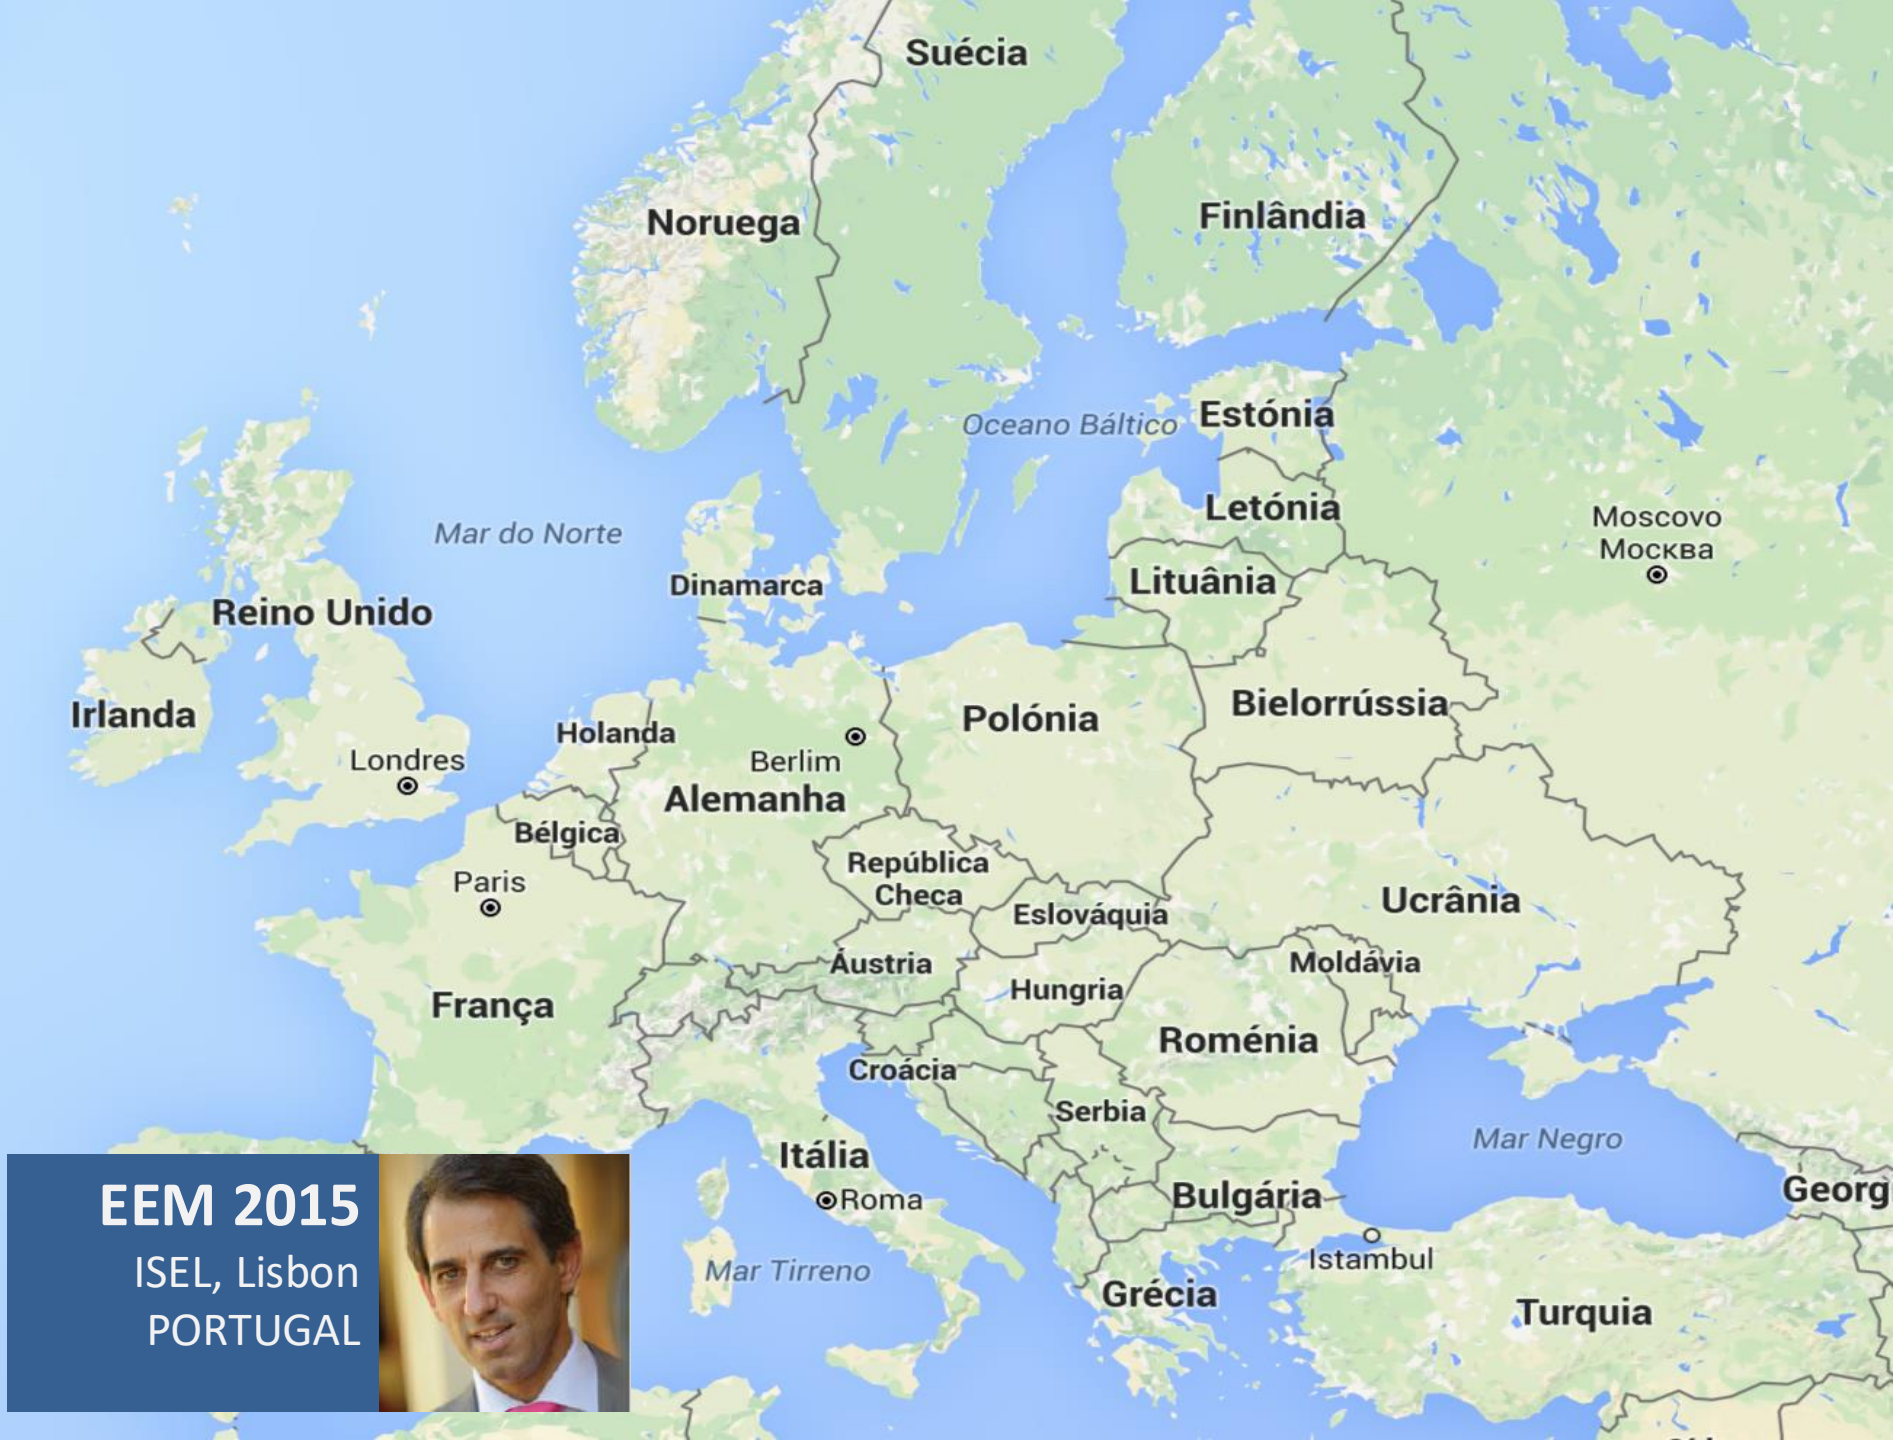 Suécia
Noruega
Finlândia
Oceano Báltico
Estónia
Letónia
Moscovo
Москва
Mar do Norte
Dinamarca
Lituânia
Reino Unido
Irlanda
Bielorrússia
Polónia
Holanda
Londres
Berlim
Alemanha
Bélgica
República
Checa
Paris
Eslováquia
Ucrânia
Áustria
Moldávia
Hungria
França
Roménia
Croácia
Serbia
Mar Negro
Itália
Roma
Bulgária
Georg
Istambul
Mar Tirreno
Grécia
Turquia
EEM 2015
ISEL, Lisbon
PORTUGAL